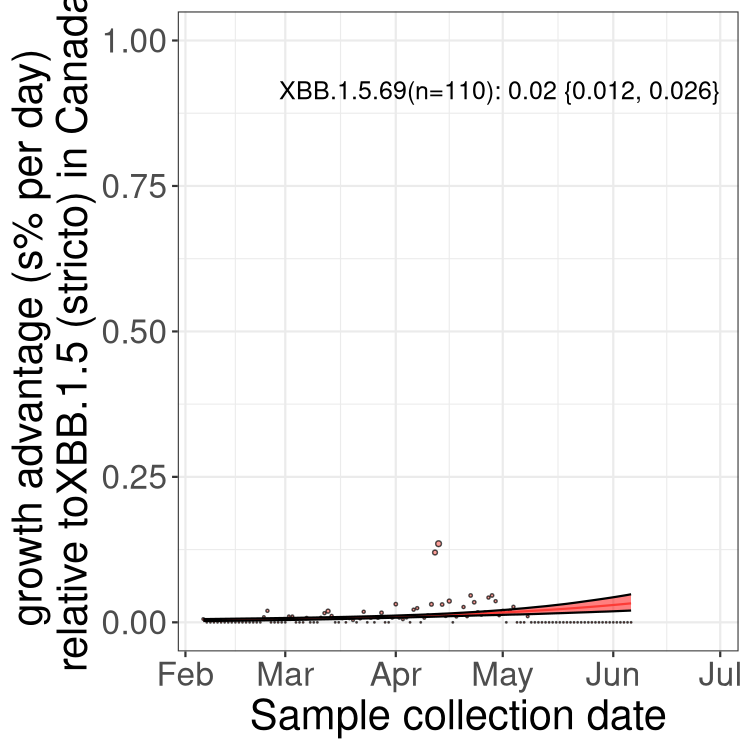 growth advantage (s% per day)
relative toXBB.1.5 (stricto) in Canada
1.00
XBB.1.5.69(n=110): 0.02 {0.012, 0.026}
0.75
0.50
0.25
0.00
Feb Mar Apr May Jun Jul
Sample collection date